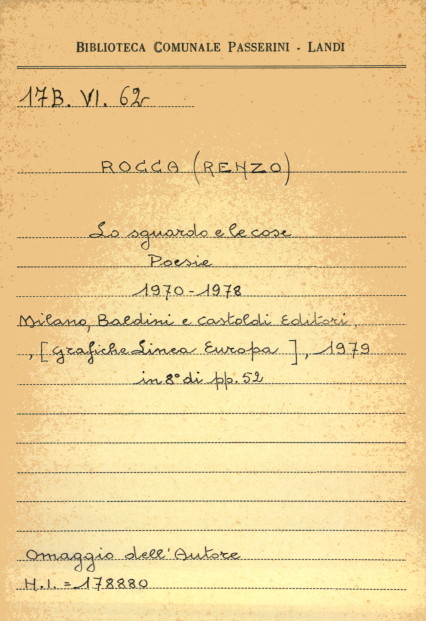 BIBLIOTECA COMUNALE PASSERINI - LANDI
17B. VI. 62
ROCCA (RENZO)
Lo sguardo e le cose
Poesie
1970-1978
Milano, Baldini e Castoldi Editori,
, [Grafiche Linea Europa ], 1979
in 8° di pp. 52
Omaggio dell'Autore
H.I. = 178880